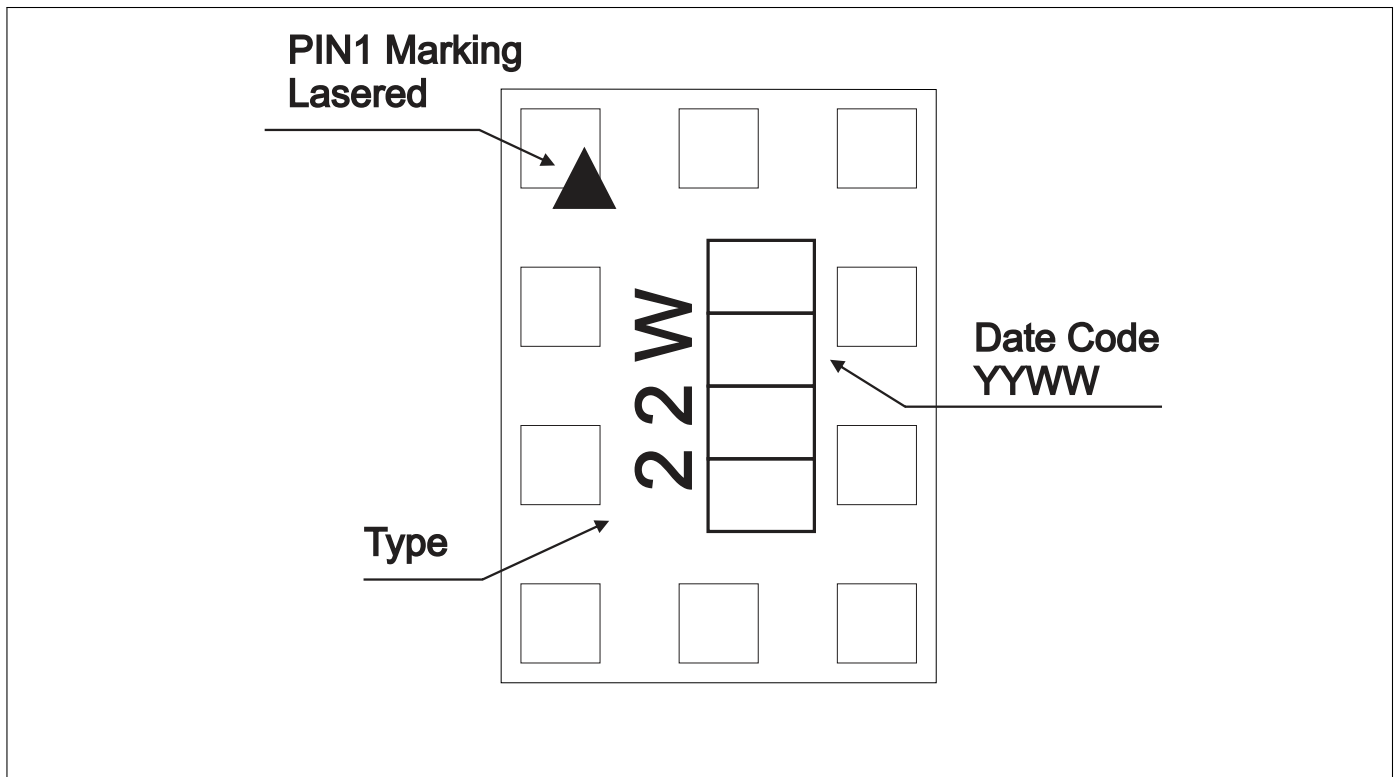 PIN1 Marking
Lasered
22W
Date Code
YYWW
Type